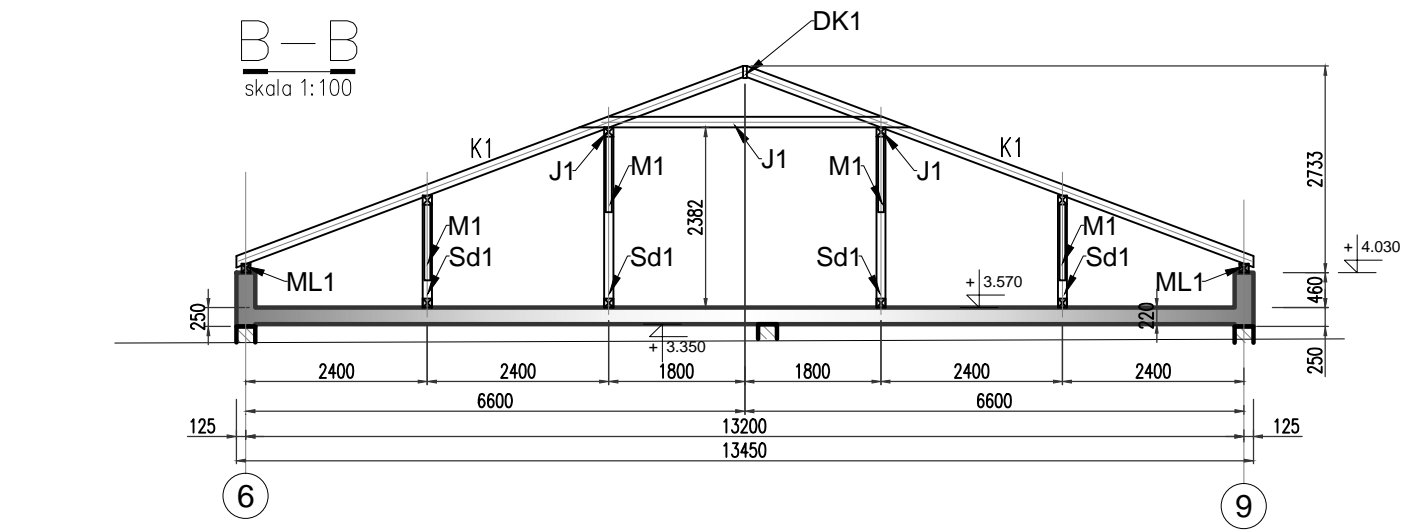 B — B
skala 1:100
DK1
K1
K1
J1
M1
J1
M1
J1
2733
2382
M1
Sd1
Sd1
Sd1
M1
Sd1
ML1
ML1
+ 4.030
+ 3.570
460
250
220
+ 3.350
250
2400
2400
1800
1800
2400
2400
6600
6600
125
13200
125
13450
6
9